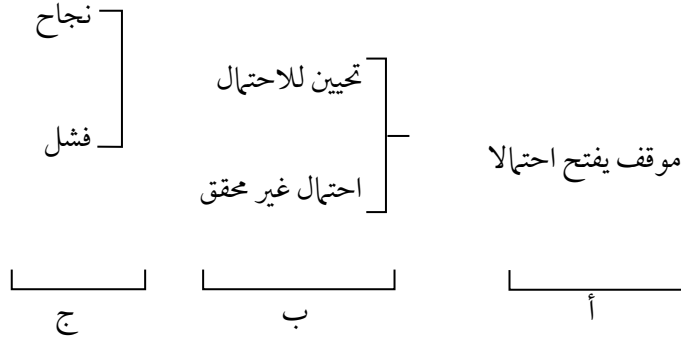 نجاح
تحيين للاحتمال
فشل
موقف يفتح احتمالا
احتمال غير محقق
أ
ب
ج